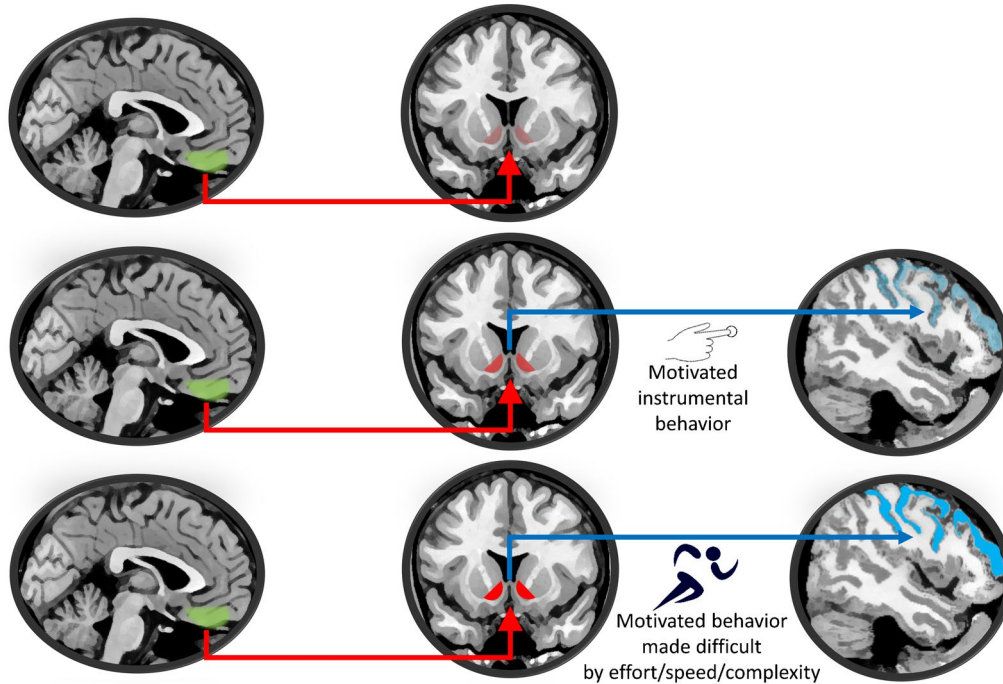 Motivated
instrumental
behavior
Motivated behavior
made difficult
by effort/speed/complexity